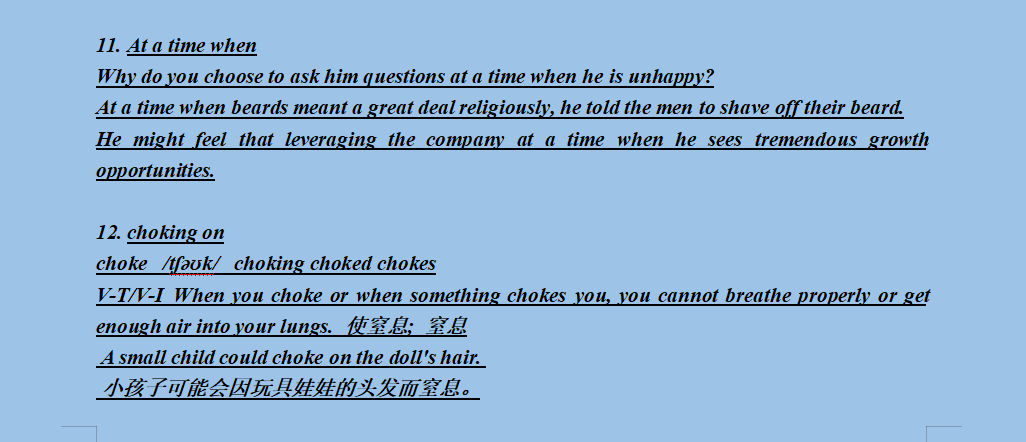 11. At a time when
Why do you choose to ask him questions at a time when he is unhappy?
At a time when beards meant a great deal religiously, he told the men to shave off their beard.
He might feel that leveraging the company at a time when he sees tremendous growth
opportunities.
12. choking on
choke /tʃəʊk/ choking choked chokes
V-T/V-I When you choke or when something chokes you, you cannot breathe properly or get
enough air into your lungs. 使窒息; 窒息
A small child could choke on the doll's hair.
小孩子可能会因玩具娃娃的头发而窒息。